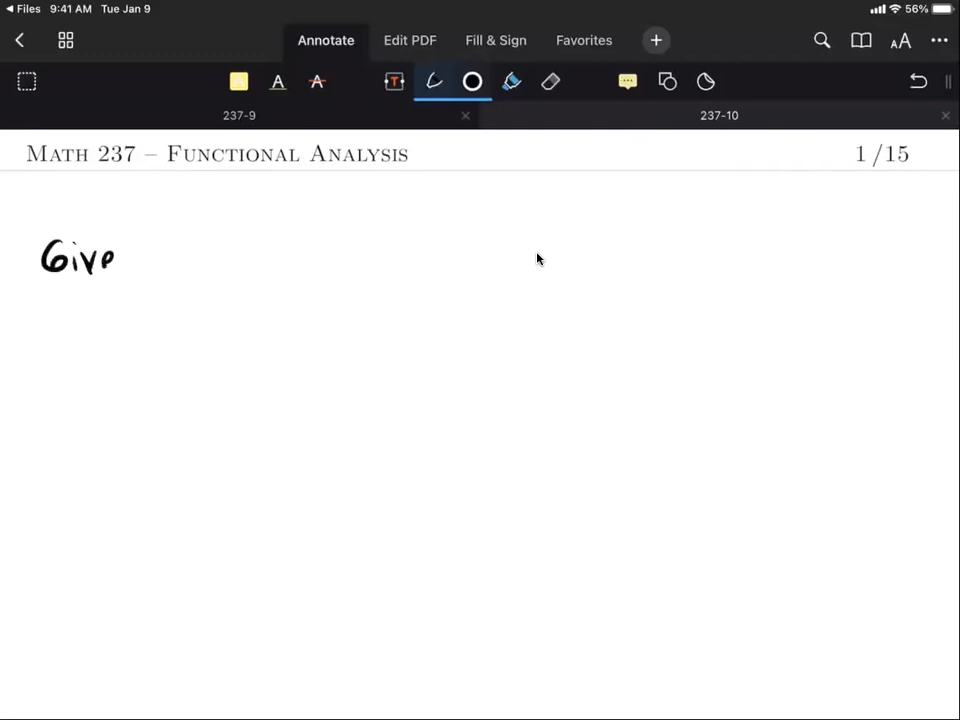 ◀ Files 9:41 AM Tue Jan 9 56%
Annotate Edit PDF Fill & Sign Favorites AA
A A T
237-9 237-10
MATH 237 – FUNCTIONAL ANALYSIS 1/15
Give